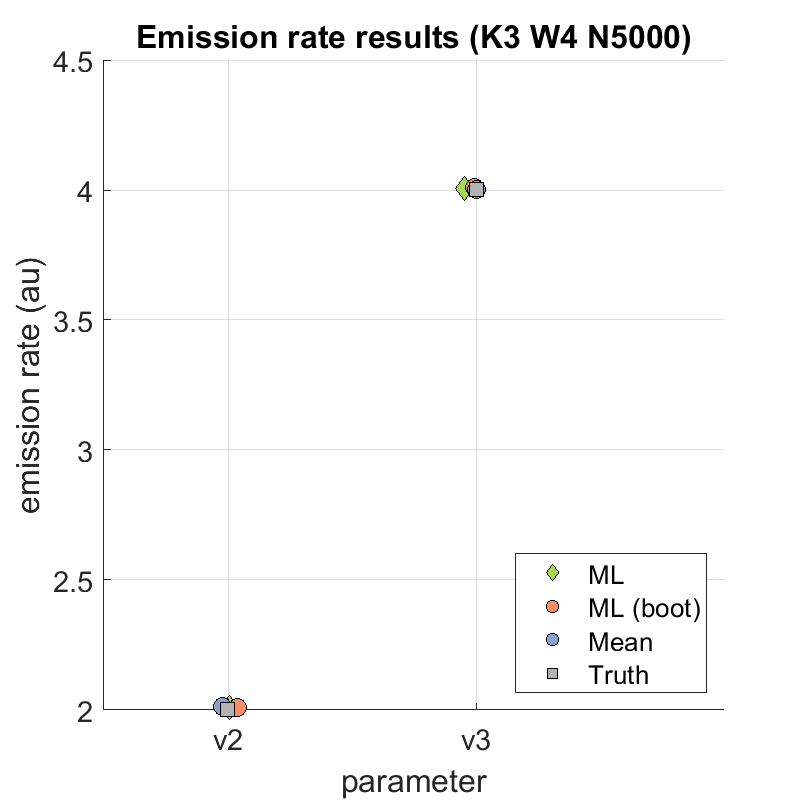 Emission rate results (K3 W4 N5000)
4.5
4
3.5
3
2.5
2
emission rate (au)
ML
ML (boot)
Mean
Truth
v2
v3
parameter